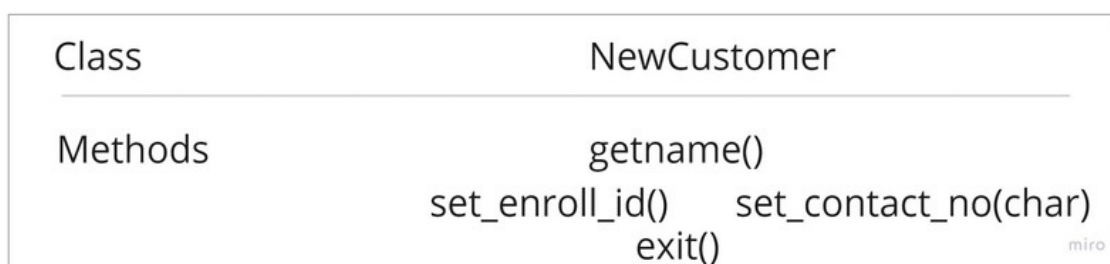 Class NewCustomer
Methods getname()
set_enroll_id() set_contact_no(char)
exit()
miro